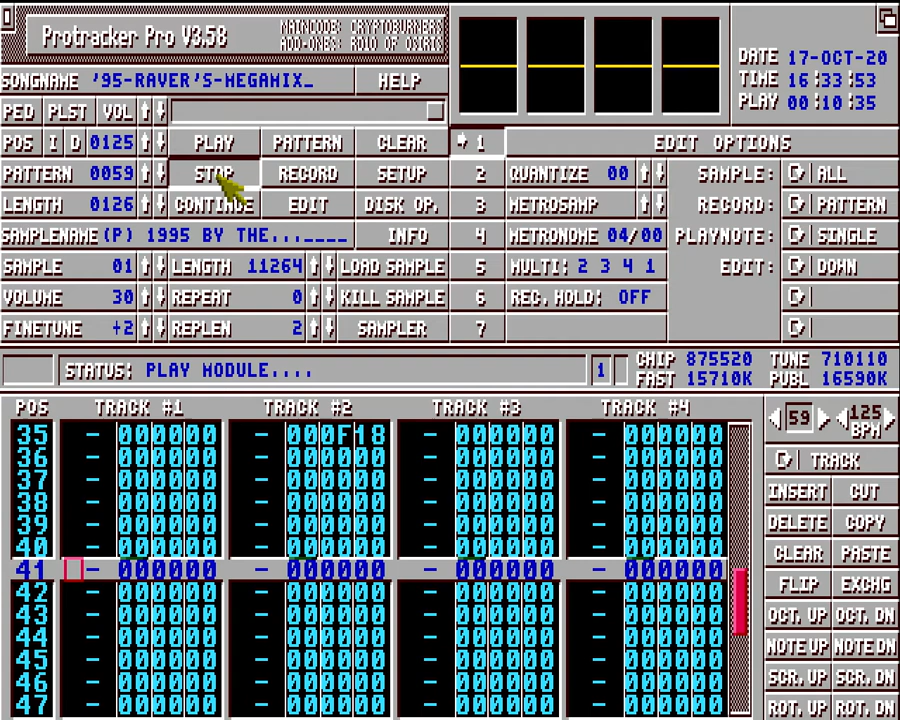 Protracker Pro V3.58
MAINCODE: CRYPTOBURNERS
ADD-ONES: BOLO OF OSIRIS
DATE 17-OCT-20
TIME 16:33:53
PLAY 00:10:35
SONGNAME '95-RAVER'S-MEGAMIX_ HELP
PED PLST VOL
POS I D 0125 PLAY PATTERN CLEAR 1 EDIT OPTIONS
PATTERN 0059 STOP RECORD SETUP 2 QUANTIZE 00 SAMPLE: ALL
LENGTH 0126 CONTINUE EDIT DISK OP. 3 METROSAMP RECORD: PATTERN
SAMPLENAME (P) 1995 BY THE...____ INFO 4 METRONOME 04/00 PLAYNOTE: SINGLE
SAMPLE 01 LENGTH 11264 LOAD SAMPLE 5 MULTI: 2 3 4 1 EDIT: DOWN
VOLUME 30 REPEAT 0 KILL SAMPLE 6 REC. HOLD: OFF
FINETUNE +2 REPLEN 2 SAMPLER 7
STATUS: PLAY MODULE.... 1
CHIP 875520 TUNE 710110
FAST 15710K PUBL 16590K
POS TRACK #1 TRACK #2 TRACK #3 TRACK #4
35 - 000000 - 000F18 - 000000 - 000000
36 - 000000 - 000000 - 000000 - 000000
37 - 000000 - 000000 - 000000 - 000000
38 - 000000 - 000000 - 000000 - 000000
39 - 000000 - 000000 - 000000 - 000000
40 - 000000 - 000000 - 000000 - 000000
41 - 000000 - 000000 - 000000 - 000000
42 - 000000 - 000000 - 000000 - 000000
43 - 000000 - 000000 - 000000 - 000000
44 - 000000 - 000000 - 000000 - 000000
45 - 000000 - 000000 - 000000 - 000000
46 - 000000 - 000000 - 000000 - 000000
47 - 000000 - 000000 - 000000 - 000000
59 125 BPM
TRACK
INSERT CUT
DELETE COPY
CLEAR PASTE
FLIP EXCHG
OCT. UP OCT. DN
NOTE UP NOTE DN
SCR. UP SCR. DN
ROT. UP ROT. DN